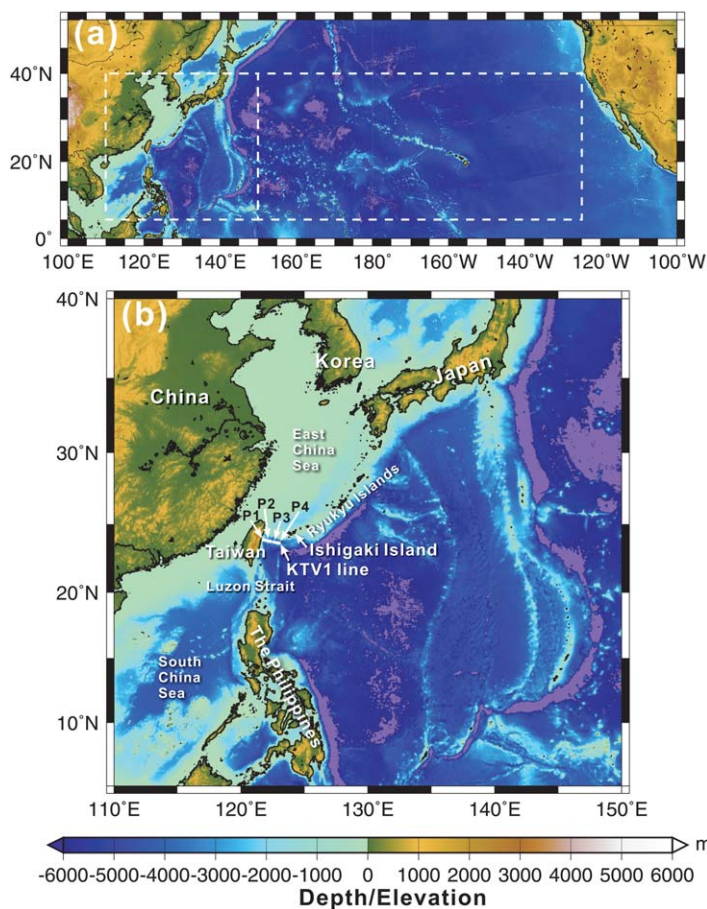 (a)
40°N
20°N
0°
100°E 120°E 140°E 160°E 180° 160°W 140°W 120°W 100°W
40°N
(b)
Korea
Japan
China
30°N
East
China
Sea
P2
P1 P3 P4
Ryukyu Islands
Taiwan
Ishigaki Island
KTV1 line
20°N
Luzon Strait
The Philippines
South
China
Sea
10°N
110°E 120°E 130°E 140°E 150°E
m
-6000 -5000 -4000 -3000 -2000 -1000 0 1000 2000 3000 4000 5000 6000
Depth/Elevation